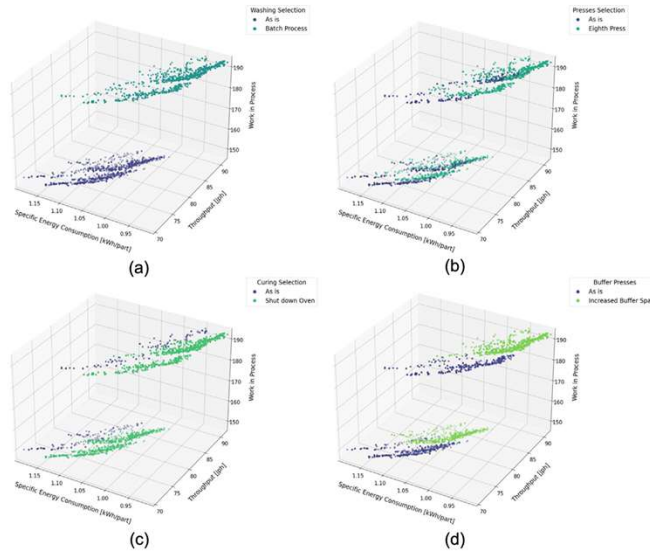 Washing Selection
As is
Batch Process
190
180
170
160
150
Work in Process
90
85
80
75
70
Throughput [jph]
1.15
1.10
1.05
1.00
0.95
Specific Energy Consumption [kWh/part]
(a)
Presses Selection
As is
Eighth Press
190
180
170
160
150
Work in Process
90
85
80
75
70
Throughput [jph]
1.15
1.10
1.05
1.00
0.95
Specific Energy Consumption [kWh/part]
(b)
Curing Selection
As is
Shut down Oven
190
180
170
160
150
Work in Process
90
85
80
75
70
Throughput [jph]
1.15
1.10
1.05
1.00
0.95
Specific Energy Consumption [kWh/part]
(c)
Buffer Presses
As is
Increased Buffer Spa
190
180
170
160
150
Work in Process
90
85
80
75
70
Throughput [jph]
1.15
1.10
1.05
1.00
0.95
Specific Energy Consumption [kWh/part]
(d)